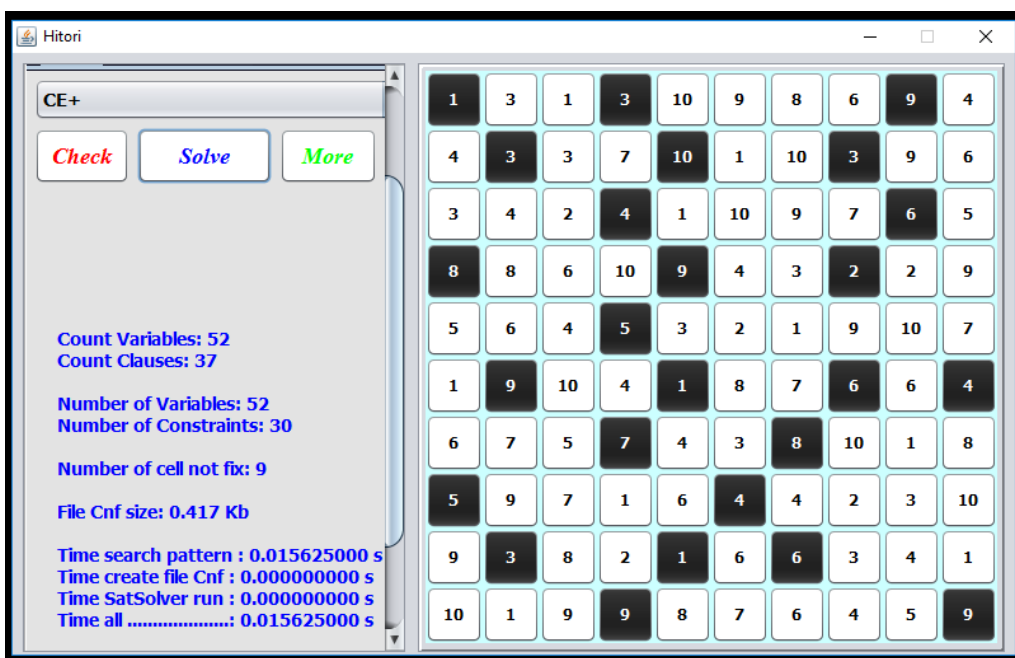 Hitori
CE+
Check Solve More
Count Variables: 52
Count Clauses: 37
Number of Variables: 52
Number of Constraints: 30
Number of cell not fix: 9
File Cnf size: 0.417 Kb
Time search pattern : 0.015625000 s
Time create file Cnf : 0.000000000 s
Time SatSolver run : 0.000000000 s
Time all ....................: 0.015625000 s
1 3 1 3 10 9 8 6 9 4
4 3 3 7 10 1 10 3 9 6
3 4 2 4 1 10 9 7 6 5
8 8 6 10 9 4 3 2 2 9
5 6 4 5 3 2 1 9 10 7
1 9 10 4 1 8 7 6 6 4
6 7 5 7 4 3 8 10 1 8
5 9 7 1 6 4 4 2 3 10
9 3 8 2 1 6 6 3 4 1
10 1 9 9 8 7 6 4 5 9